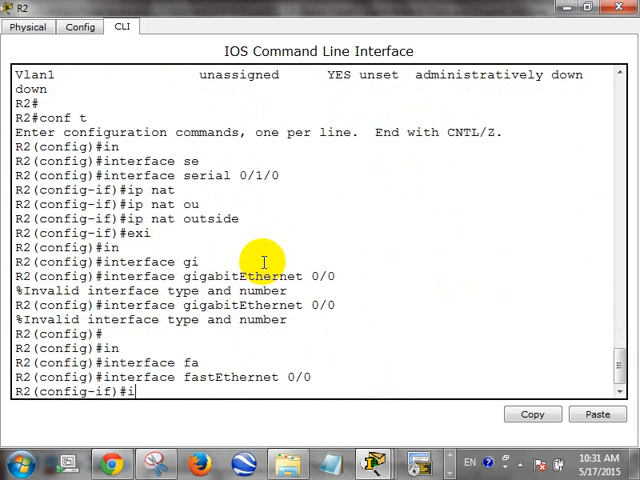 R2
Physical Config CLI
IOS Command Line Interface
Vlan1 unassigned YES unset administratively down
down
R2#
R2#conf t
Enter configuration commands, one per line. End with CNTL/Z.
R2(config)#in
R2(config)#interface se
R2(config)#interface serial 0/1/0
R2(config-if)#ip nat
R2(config-if)#ip nat ou
R2(config-if)#ip nat outside
R2(config-if)#exi
R2(config)#in
R2(config)#interface gi
R2(config)#interface gigabitEthernet 0/0
%Invalid interface type and number
R2(config)#interface gigabitEthernet 0/0
%Invalid interface type and number
R2(config)#
R2(config)#in
R2(config)#interface fa
R2(config)#interface fastEthernet 0/0
R2(config-if)#i
Copy Paste
EN
10:31 AM
5/17/2015